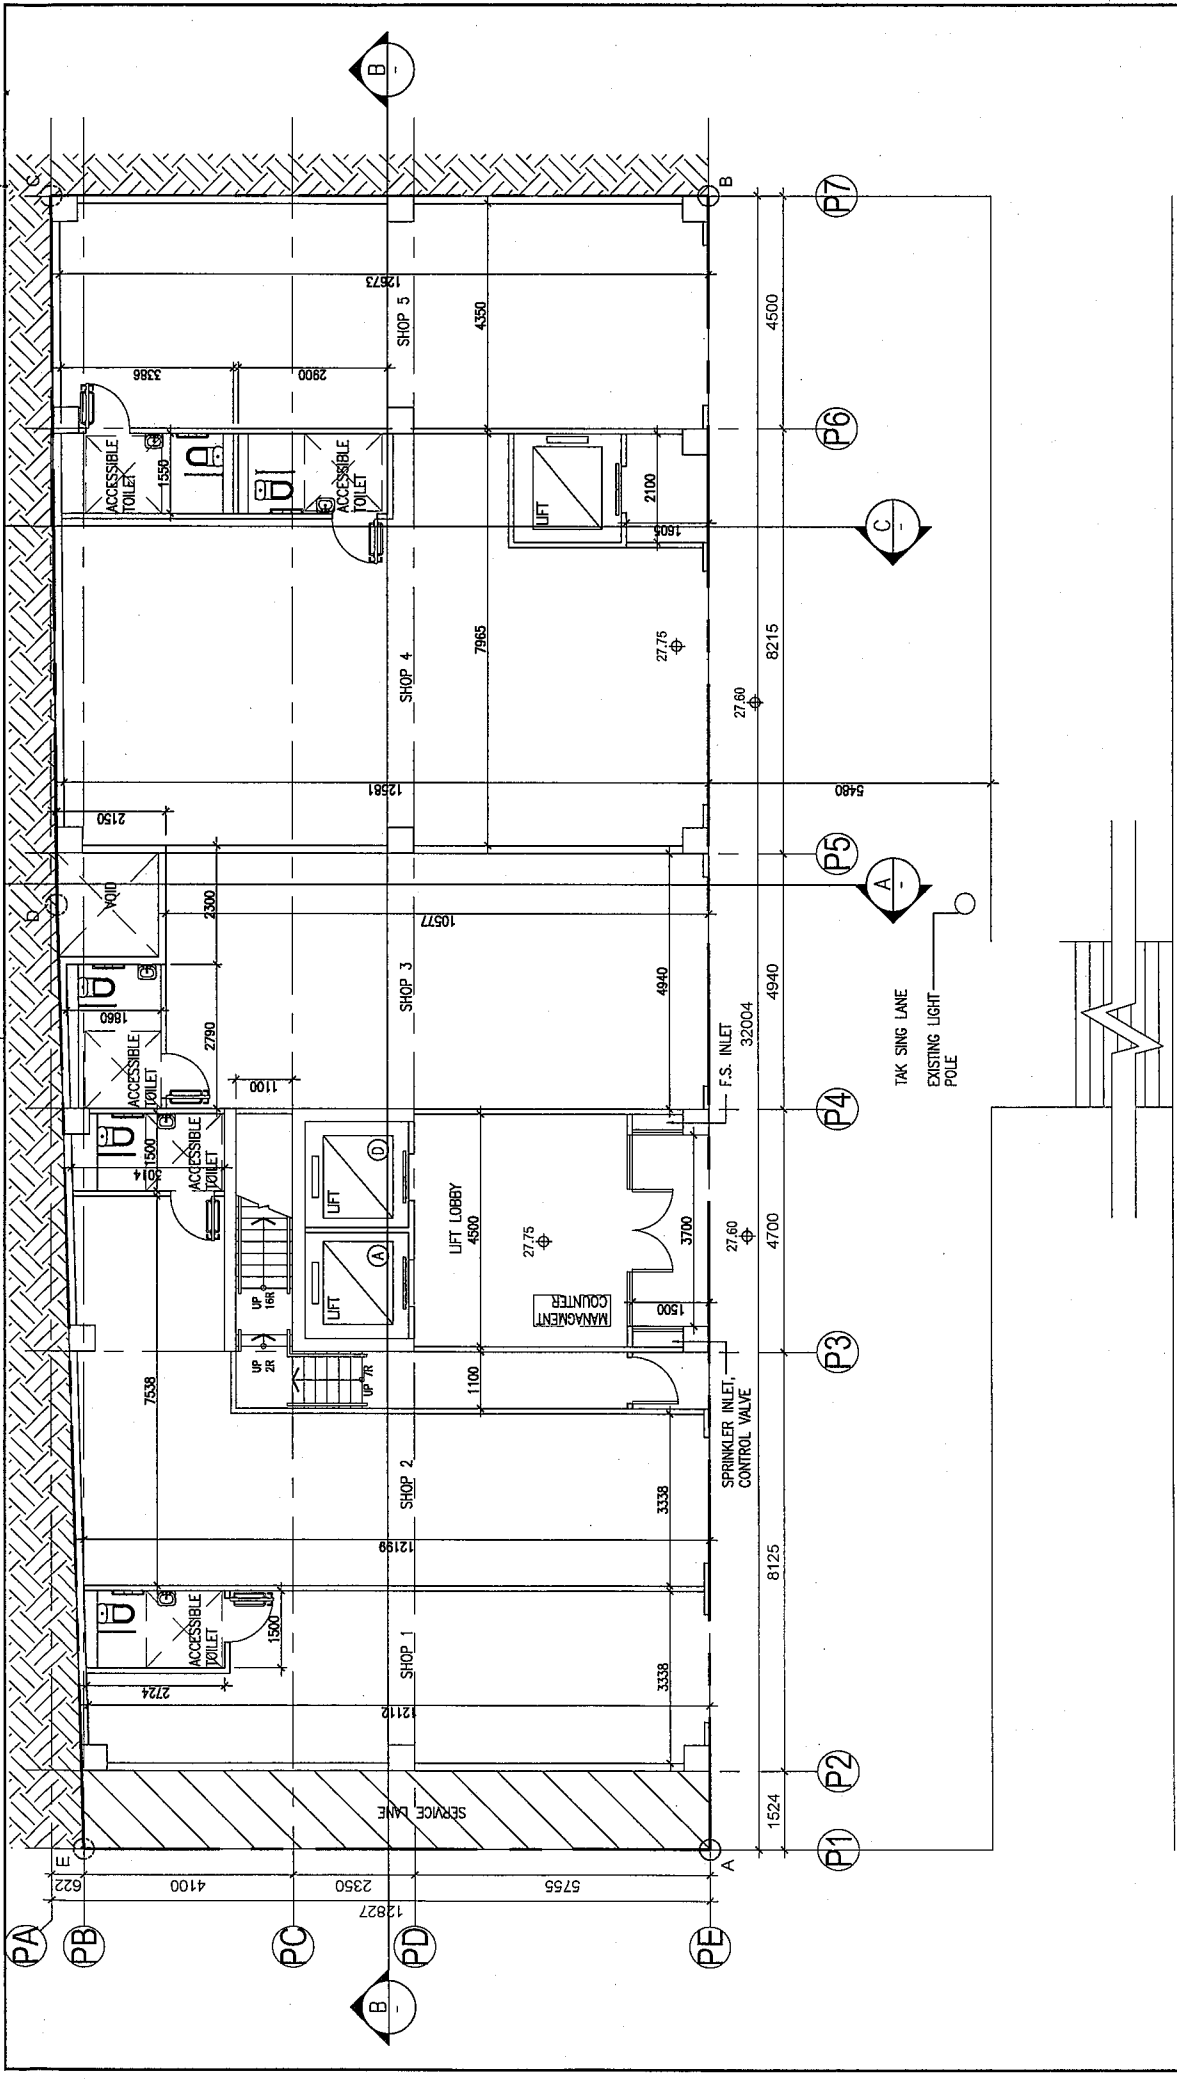 B
-
C
B
D
E
A
P7
P6
P5
P4
P3
P2
P1
PA
PB
PC
PD
PE
12673
SHOP 5
4350
4500
3386
2900
ACCESSIBLE
TOILET
1550
ACCESSIBLE
TOILET
LIFT
2100
1605
C
-
SHOP 4
7965
27.75
27.60
8215
12581
5480
2150
VOID
2300
10577
A
-
SHOP 3
4940
4940
32004
F.S. INLET
TAK SING LANE
EXISTING LIGHT
POLE
1860
2790
ACCESSIBLE
TOILET
1100
1500
3014
ACCESSIBLE
TOILET
LIFT
D
LIFT
A
LIFT LOBBY
4500
27.75
3700
27.60
4700
MANAGMENT
COUNTER
1500
UP
16R
UP
2R
UP 7R
1100
7538
SPRINKLER INLET,
CONTROL VALVE
SHOP 2
3338
12199
8125
ACCESSIBLE
TOILET
1500
2724
SHOP 1
3338
12112
SERVICE LANE
1524
622
4100
2350
5755
12827
B
-